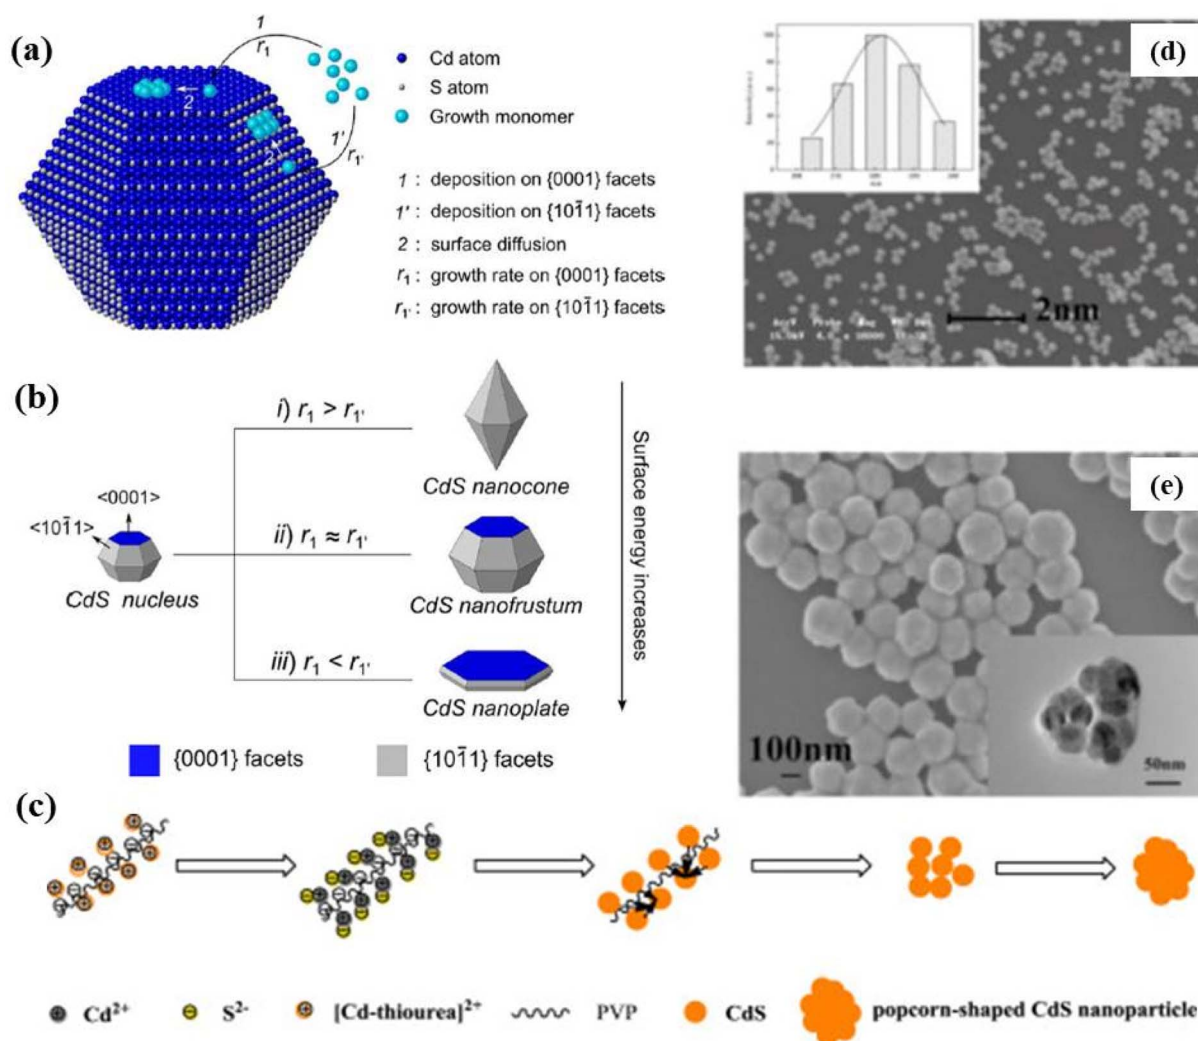 (a)
1
r₁
2
1'
r₁'
2
Cd atom
S atom
Growth monomer
1 : deposition on {0001} facets
1' : deposition on {101̄1} facets
2 : surface diffusion
r₁ : growth rate on {0001} facets
r₁' : growth rate on {101̄1} facets
(b)
<0001>
<101̄1>
CdS nucleus
i) r₁ > r₁'
CdS nanocone
ii) r₁ ≈ r₁'
CdS nanofrustum
iii) r₁ < r₁'
CdS nanoplate
Surface energy increases
{0001} facets
{101̄1} facets
(d)
2nm
(e)
100nm
50nm
(c)
Cd²⁺
S²⁻
[Cd-thiourea]²⁺
PVP
CdS
popcorn-shaped CdS nanoparticle